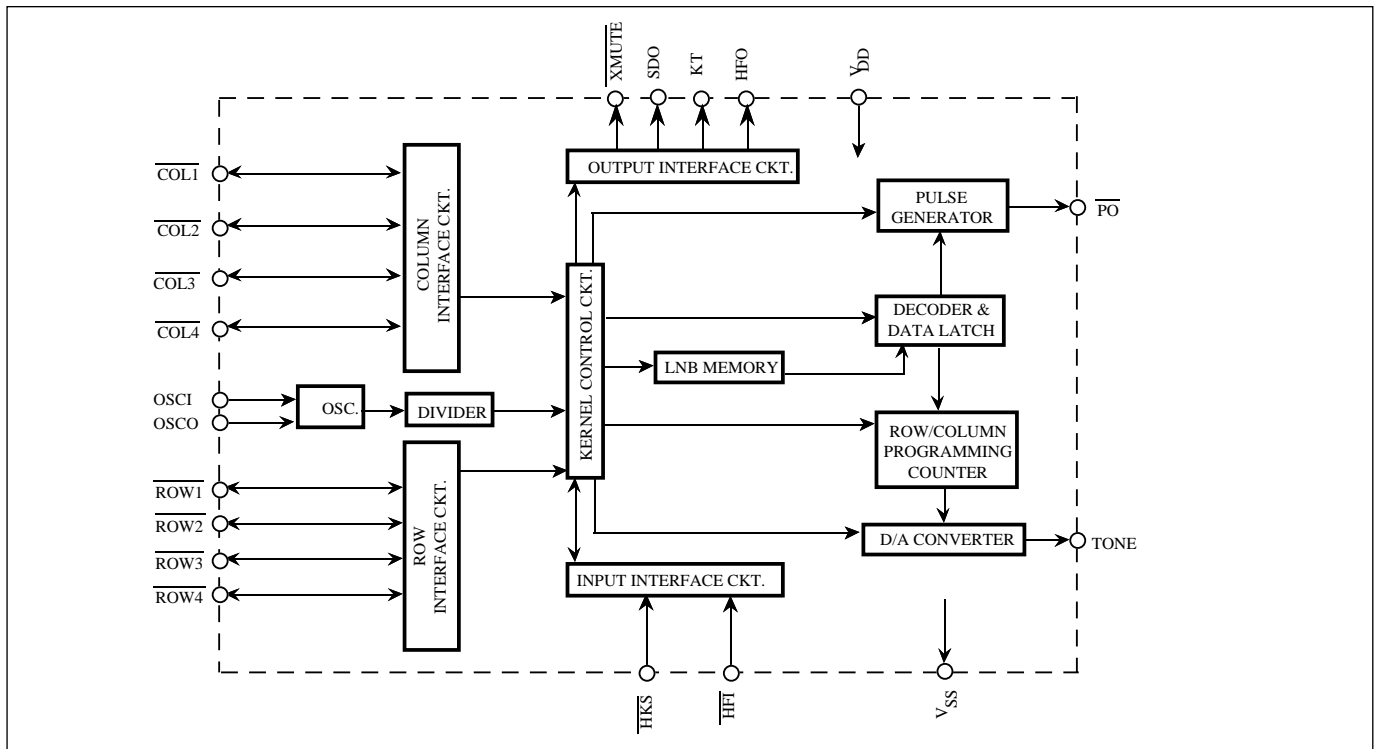 XMUTE
SDO
KT
HFO
VDD
COL1
COL2
COL3
COL4
COLUMN
INTERFACE CKT.
OUTPUT INTERFACE CKT.
PULSE
GENERATOR
PO
KERNEL CONTROL CKT.
DECODER &
DATA LATCH
LNB MEMORY
OSCI
OSCO
OSC.
DIVIDER
ROW/COLUMN
PROGRAMMING
COUNTER
ROW1
ROW2
ROW3
ROW4
ROW
INTERFACE CKT.
D/A CONVERTER
TONE
INPUT INTERFACE CKT.
HKS
HFI
VSS